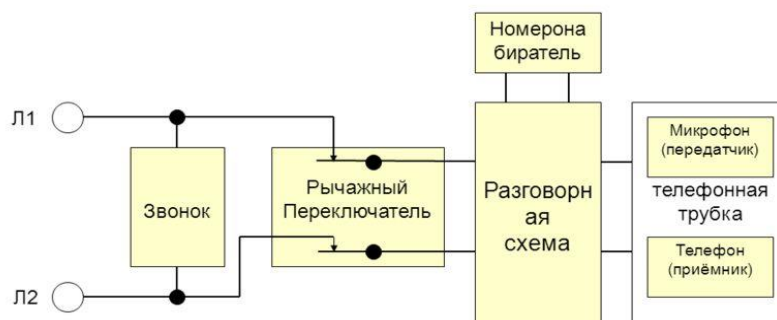 Номерона
биратель
Л1
Звонок
Рычажный
Переключатель
Разговорн
ая
схема
Микрофон
(передатчик)
телефонная
трубка
Телефон
(приёмник)
Л2